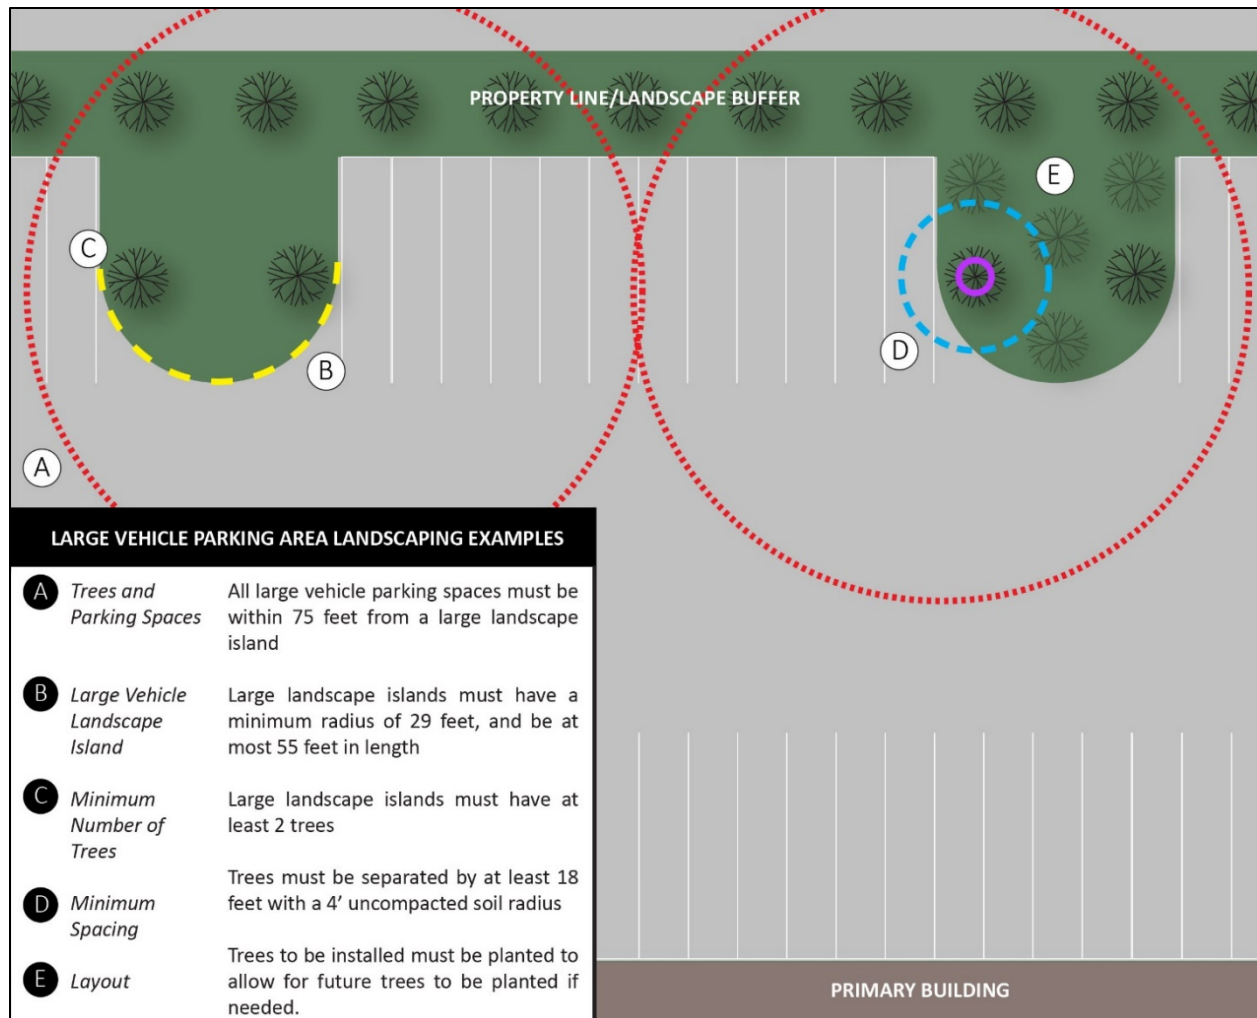 PROPERTY LINE/LANDSCAPE BUFFER
E
C
D
B
A
LARGE VEHICLE PARKING AREA LANDSCAPING EXAMPLES
A Trees and Parking Spaces
All large vehicle parking spaces must be
within 75 feet from a large landscape
island
B Large Vehicle
Landscape
Island
Large landscape islands must have a
minimum radius of 29 feet, and be at
most 55 feet in length
C Minimum
Number of
Trees
Large landscape islands must have at
least 2 trees
D Minimum
Spacing
Trees must be separated by at least 18
feet with a 4’ uncompacted soil radius
E Layout
Trees to be installed must be planted to
allow for future trees to be planted if
needed.
PRIMARY BUILDING